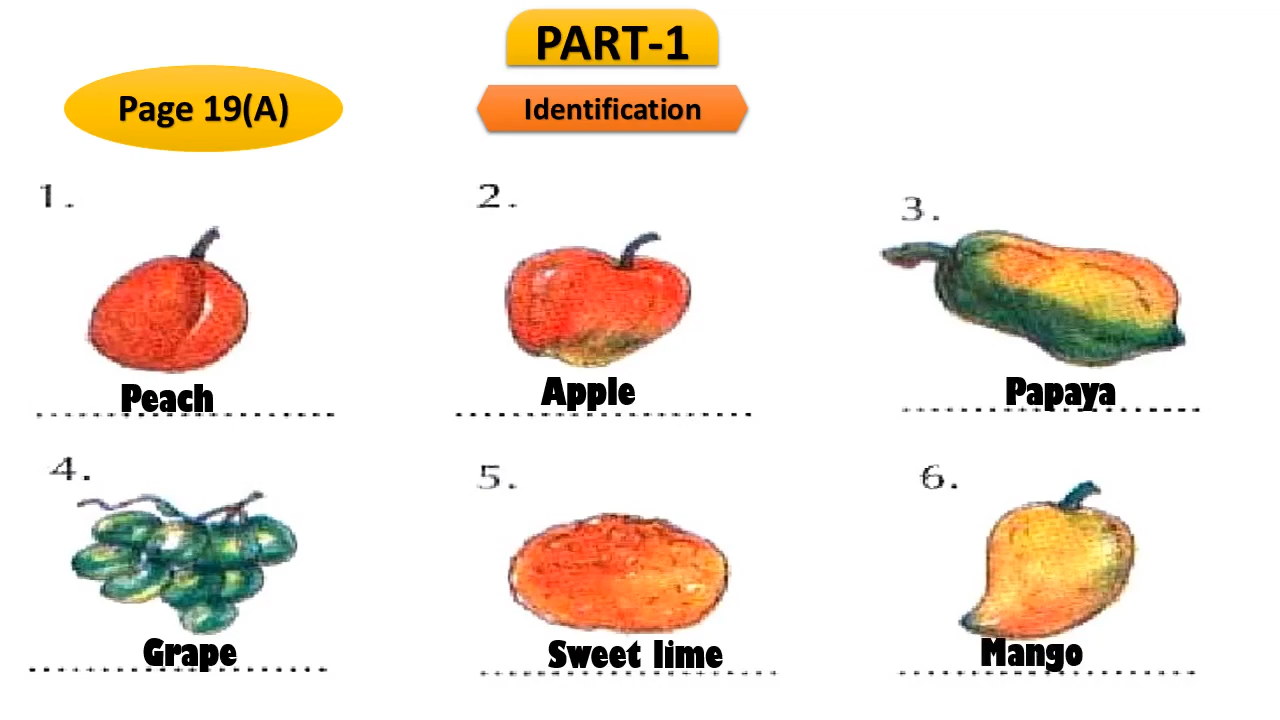 PART-1
Page 19(A)
Identification
1.
2.
3.
Peach
Apple
Papaya
4.
5.
6.
Grape
Sweet lime
Mango